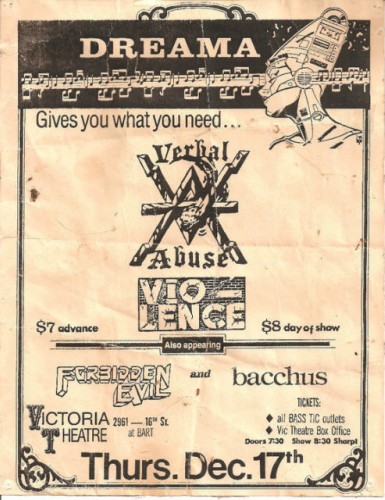 DREAMA
Gives you what you need...
Verbal
Abuse
VIO-
LENCE
$7 advance
$8 day of show
Also appearing
FORBIDDEN
EVIL
and
bacchus
VICTORIA
THEATRE
2961 — 16TH St.
at BART
TICKETS:
♦ all BASS TIC outlets
♦ Vic Theatre Box Office
Doors 7:30 Show 8:30 Sharp!
Thurs. Dec. 17th